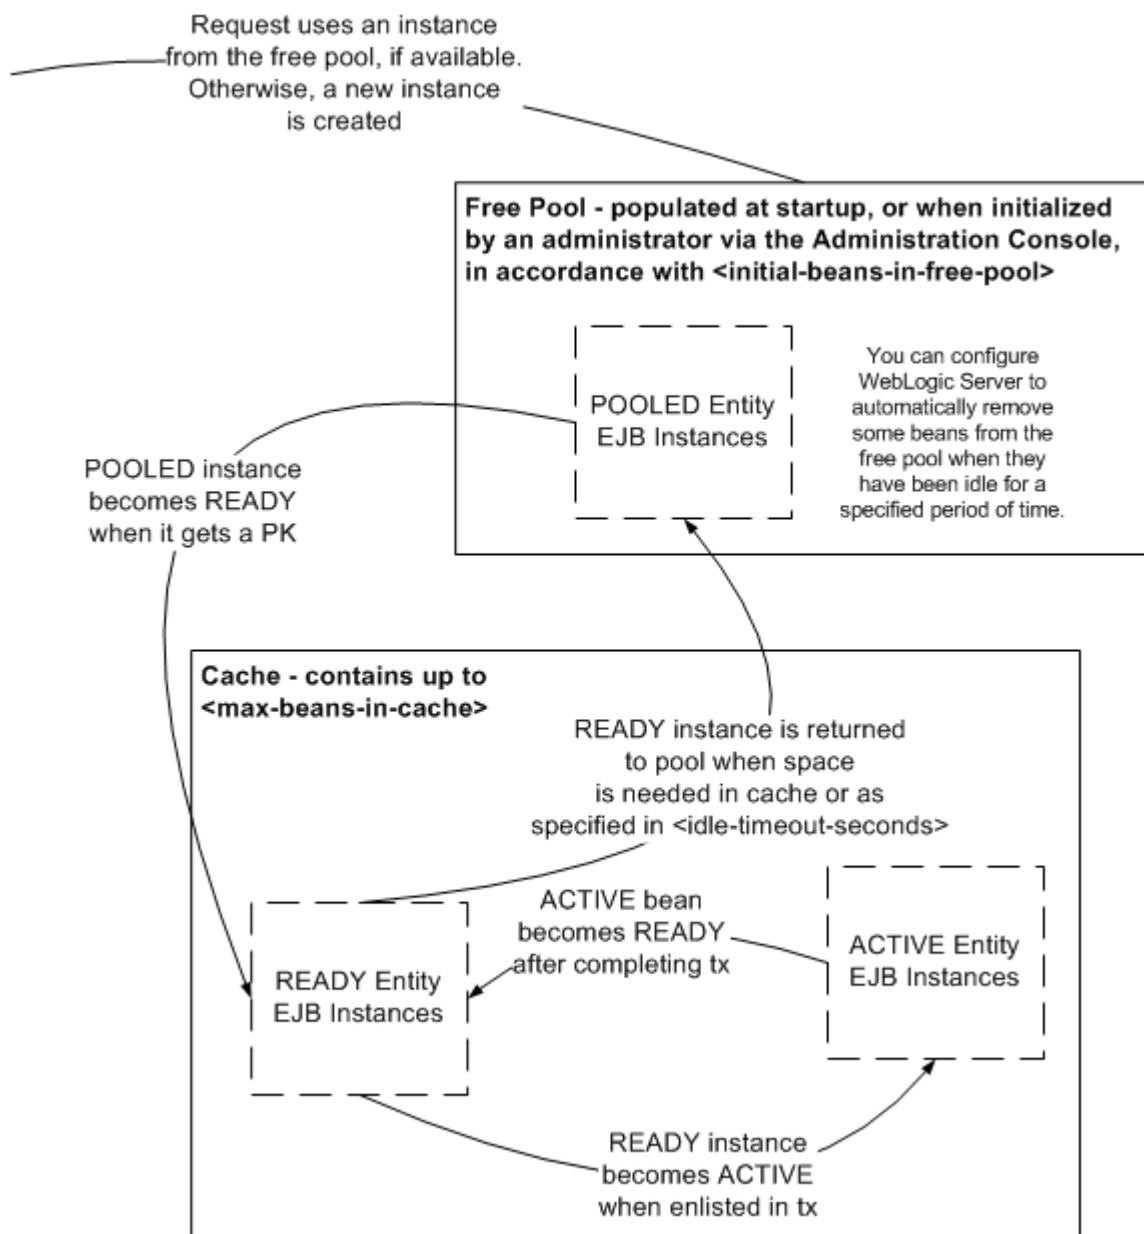 Request uses an instance
from the free pool, if available.
Otherwise, a new instance
is created
Free Pool - populated at startup, or when initialized
by an administrator via the Administration Console,
in accordance with <initial-beans-in-free-pool>
POOLED Entity
EJB Instances
You can configure
WebLogic Server to
automatically remove
some beans from the
free pool when they
have been idle for a
specified period of time.
POOLED instance
becomes READY
when it gets a PK
Cache - contains up to
<max-beans-in-cache>
READY instance is returned
to pool when space
is needed in cache or as
specified in <idle-timeout-seconds>
ACTIVE bean
becomes READY
after completing tx
ACTIVE Entity
EJB Instances
READY Entity
EJB Instances
READY instance
becomes ACTIVE
when enlisted in tx